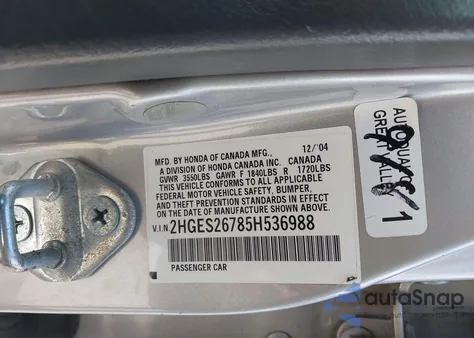 12/'04
MFD. BY HONDA OF CANADA MFG., CANADA
A DIVISION OF HONDA CANADA INC.
GVWR 3550LBS GAWR F 1840LBS R 1720LBS
THIS VEHICLE CONFORMS TO ALL APPLICABLE
FEDERAL MOTOR VEHICLE SAFETY, BUMPER,
AND THEFT PREVENTION STANDARDS IN EFFECT
ON THE DATE OF MANUFACTURE SHOWN ABOVE.
V.I.N. 2HGES26785H536988
PASSENGER CAR
1
autoSnap